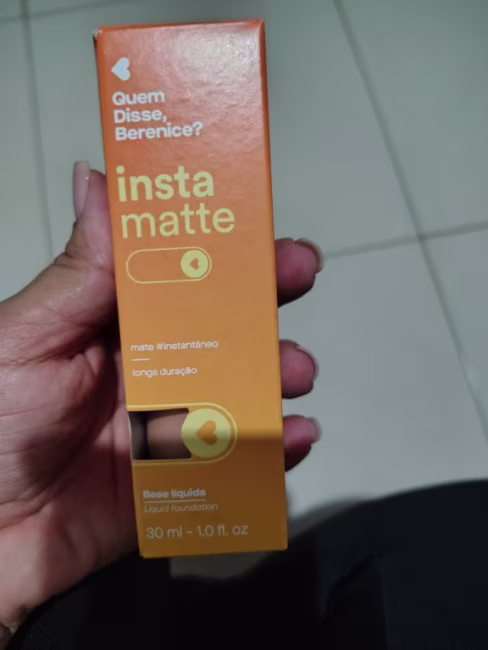 Quem
Disse,
Berenice?
insta
matte
mate #instantâneo
longa duração
Base líquida
Liquid foundation
30 ml - 1.0 fl. oz